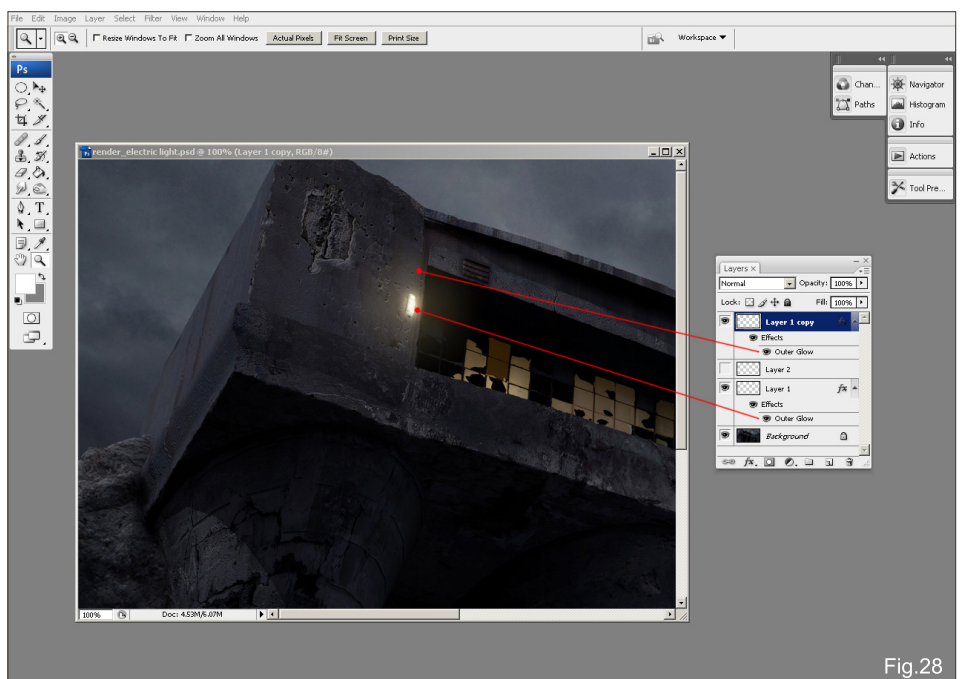 File Edit Image Layer Select Filter View Window Help
Resize Windows To Fit Zoom All Windows Actual Pixels Fit Screen Print Size Workspace
Ps
Chan... Navigator
Paths Histogram
Info
Actions
Tool Pre...
T
Ps render_electric light.psd @ 100% (Layer 1 copy, RGB/8#)
Layers ×
Normal Opacity: 100%
Lock: Fill: 100%
Layer 1 copy fx
Effects
Outer Glow
Layer 2
Layer 1 fx
Effects
Outer Glow
Background
fx.
100% Doc: 4.53M/6.07M
Fig.28